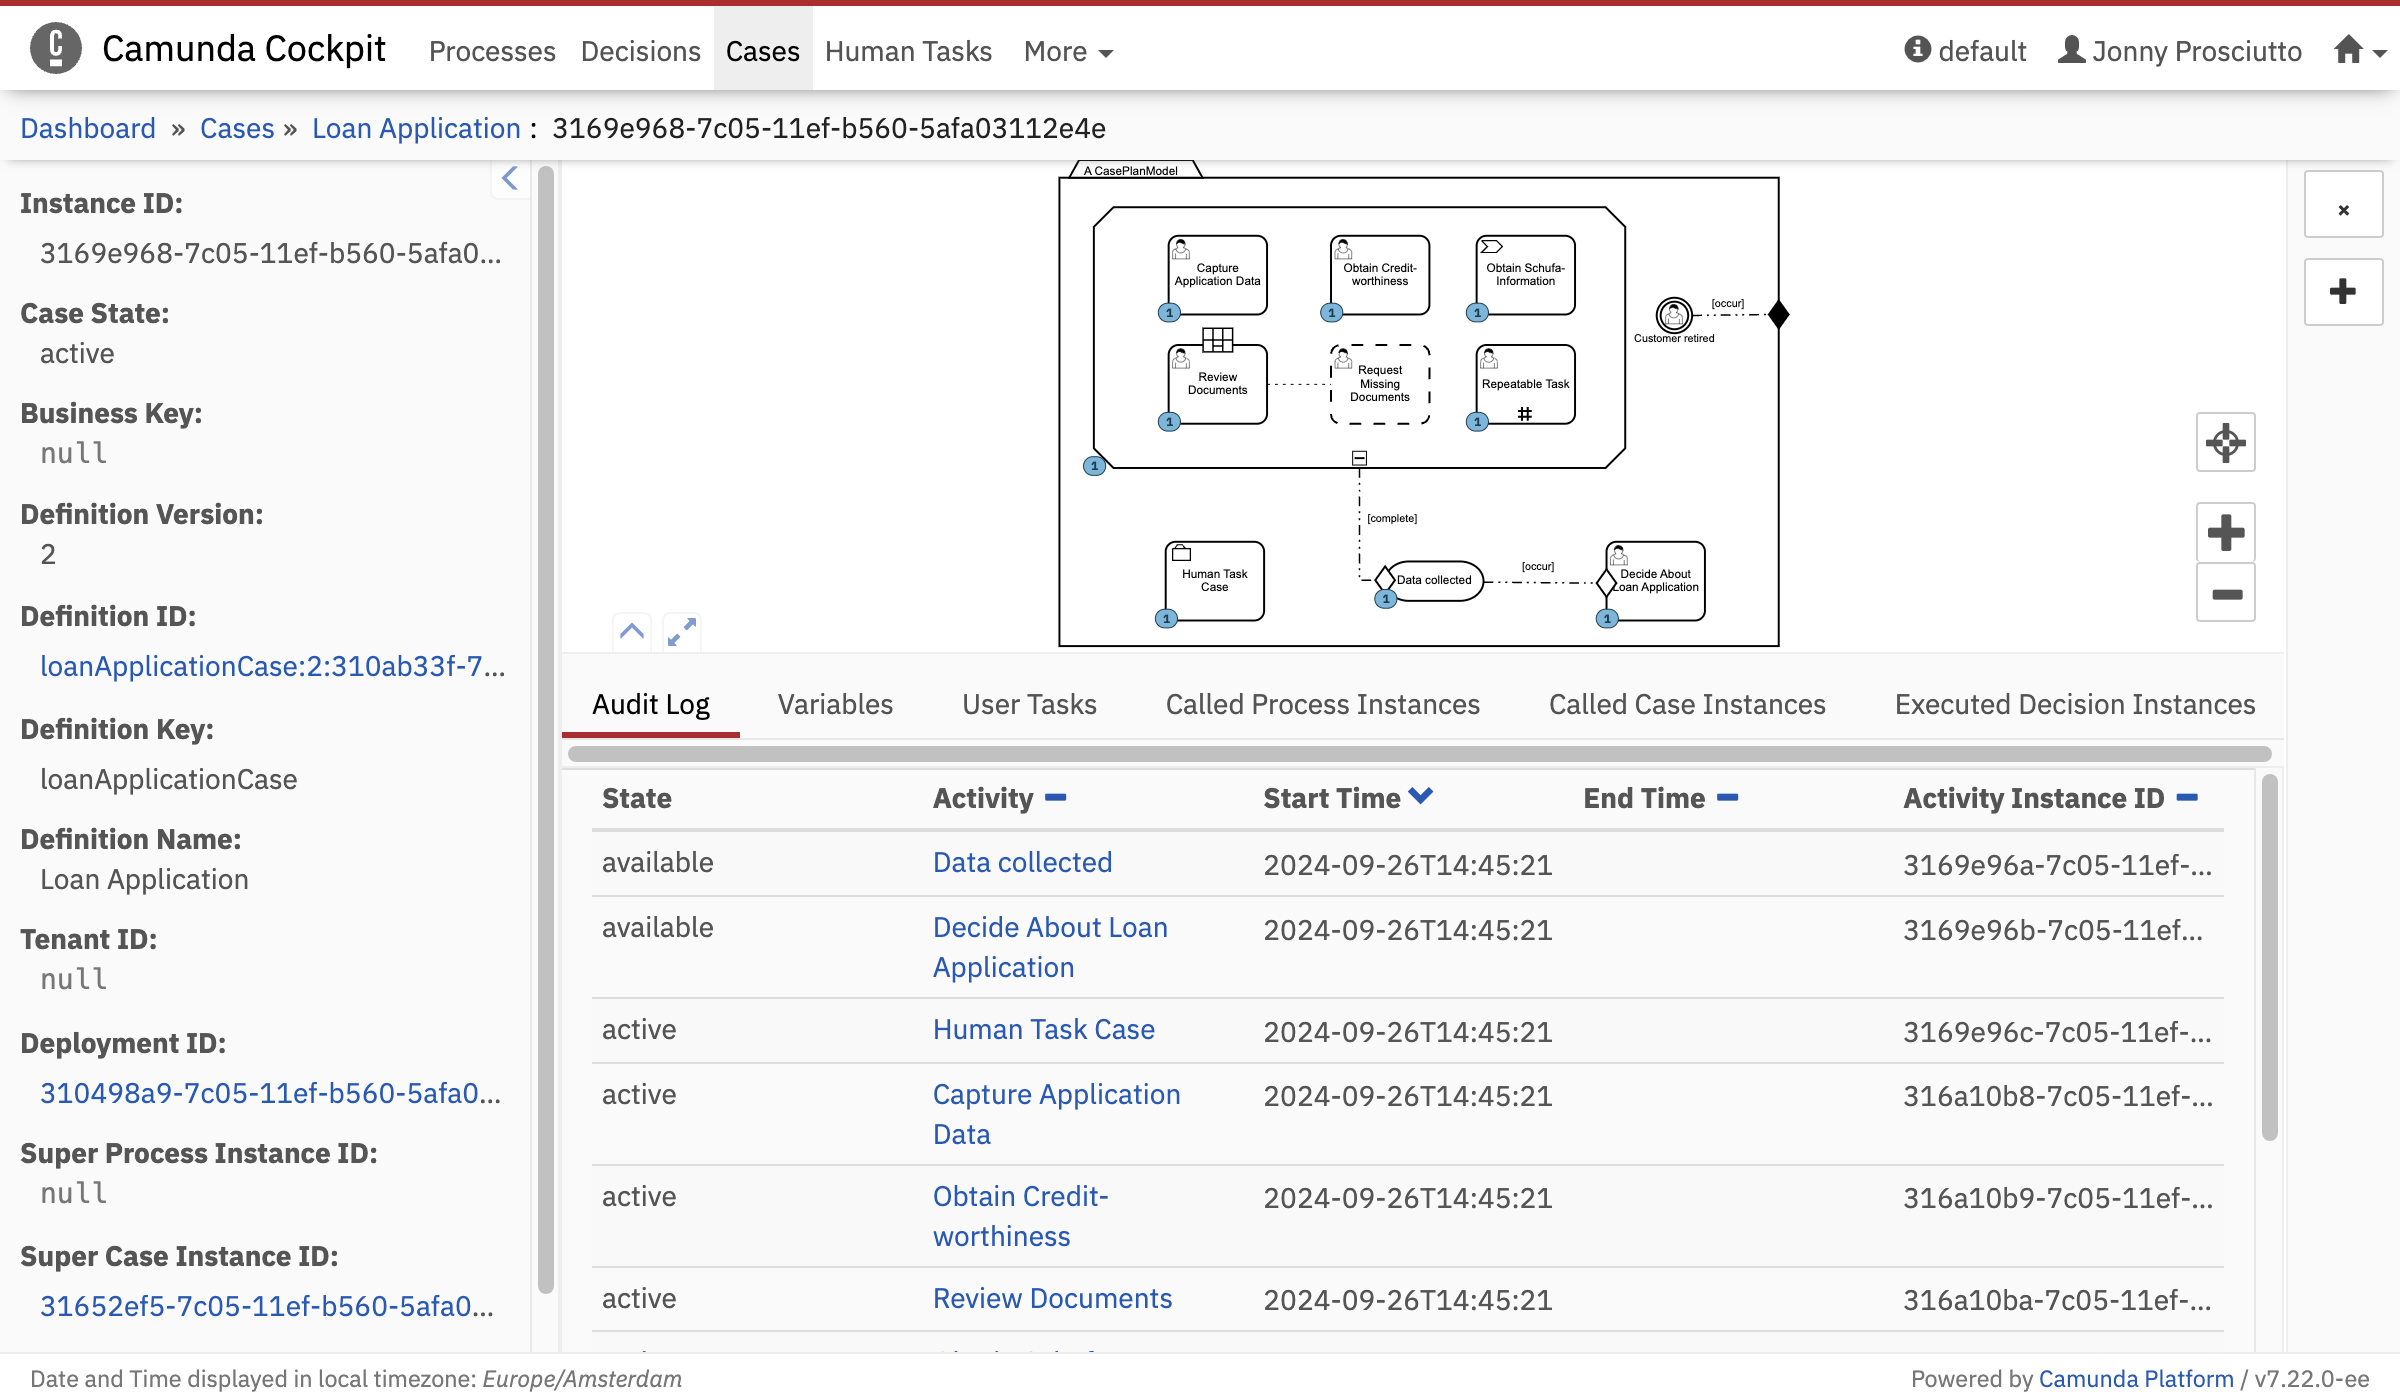 Camunda Cockpit Processes Decisions Cases Human Tasks More default Jonny Prosciutto
Dashboard » Cases » Loan Application : 3169e968-7c05-11ef-b560-5afa03112e4e
Instance ID:
3169e968-7c05-11ef-b560-5afa0...
Case State:
active
Business Key:
null
Definition Version:
2
Definition ID:
loanApplicationCase:2:310ab33f-7...
Definition Key:
loanApplicationCase
Definition Name:
Loan Application
Tenant ID:
null
Deployment ID:
310498a9-7c05-11ef-b560-5afa0...
Super Process Instance ID:
null
Super Case Instance ID:
31652ef5-7c05-11ef-b560-5afa0...
A CasePlanModel
Capture
Application Data
1
Obtain Credit-
worthiness
1
Obtain Schufa-
Information
1
[occur]
Customer retired
Review
Documents
1
Request
Missing
Documents
Repeatable Task
1
1
[complete]
Human Task
Case
1
Data collected
1
[occur]
Decide About
Loan Application
1
Audit Log Variables User Tasks Called Process Instances Called Case Instances Executed Decision Instances
State Activity Start Time End Time Activity Instance ID
available Data collected 2024-09-26T14:45:21 3169e96a-7c05-11ef-...
available Decide About Loan 2024-09-26T14:45:21 3169e96b-7c05-11ef...
Application
active Human Task Case 2024-09-26T14:45:21 3169e96c-7c05-11ef-...
active Capture Application 2024-09-26T14:45:21 316a10b8-7c05-11ef-...
Data
active Obtain Credit- 2024-09-26T14:45:21 316a10b9-7c05-11ef-...
worthiness
active Review Documents 2024-09-26T14:45:21 316a10ba-7c05-11ef-...
Date and Time displayed in local timezone: Europe/Amsterdam
Powered by Camunda Platform / v7.22.0-ee